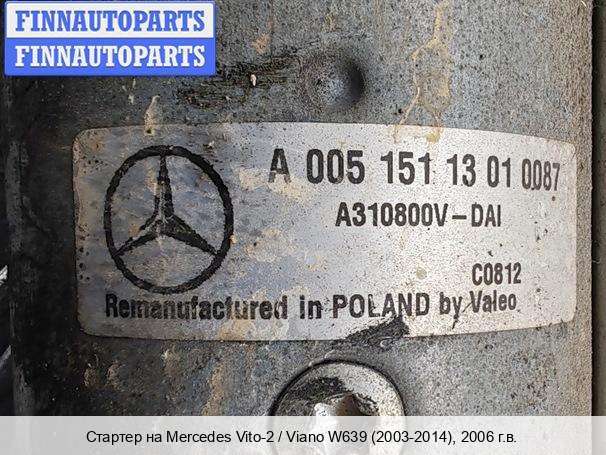 FINNAUTOPARTS
FINNAUTOPARTS
A 005 151 13 01 0087
A310800V-DAI
C0812
Remanufactured in POLAND by Valeo
Стартер на Mercedes Vito-2 / Viano W639 (2003-2014), 2006 г.в.